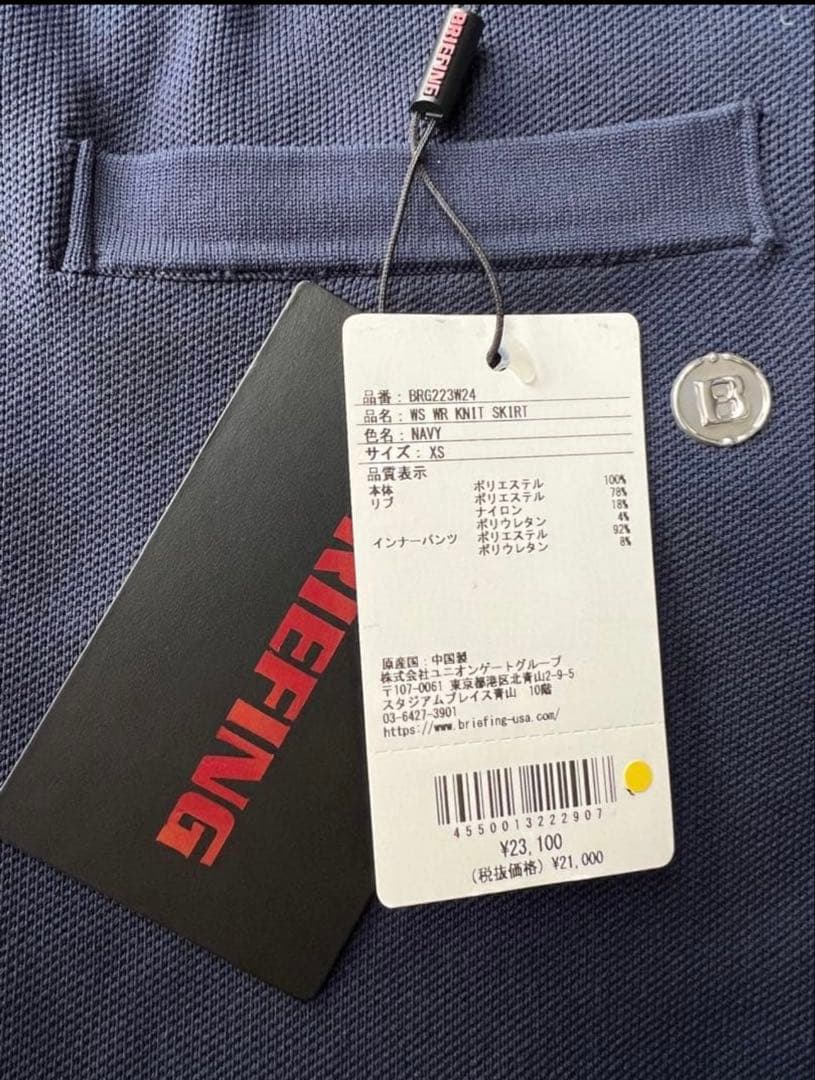 BRIEFING
品番: BRG223W24
品名: WS WR KNIT SKIRT
色名: NAVY
サイズ: XS
品質表示
本体 ポリエステル 100%
リブ ポリエステル 78%
ナイロン 18%
ポリウレタン 4%
インナーパンツ ポリエステル 92%
ポリウレタン 8%
原産国:中国製
株式会社ユニオンゲートグループ
〒107-0061 東京都港区北青山2-9-5
スタジアムプレイス青山 10階
03-6427-3901
https://www.briefing-usa.com/
4550013222907
¥23,100
(税抜価格) ¥21,000
RIEFING
B